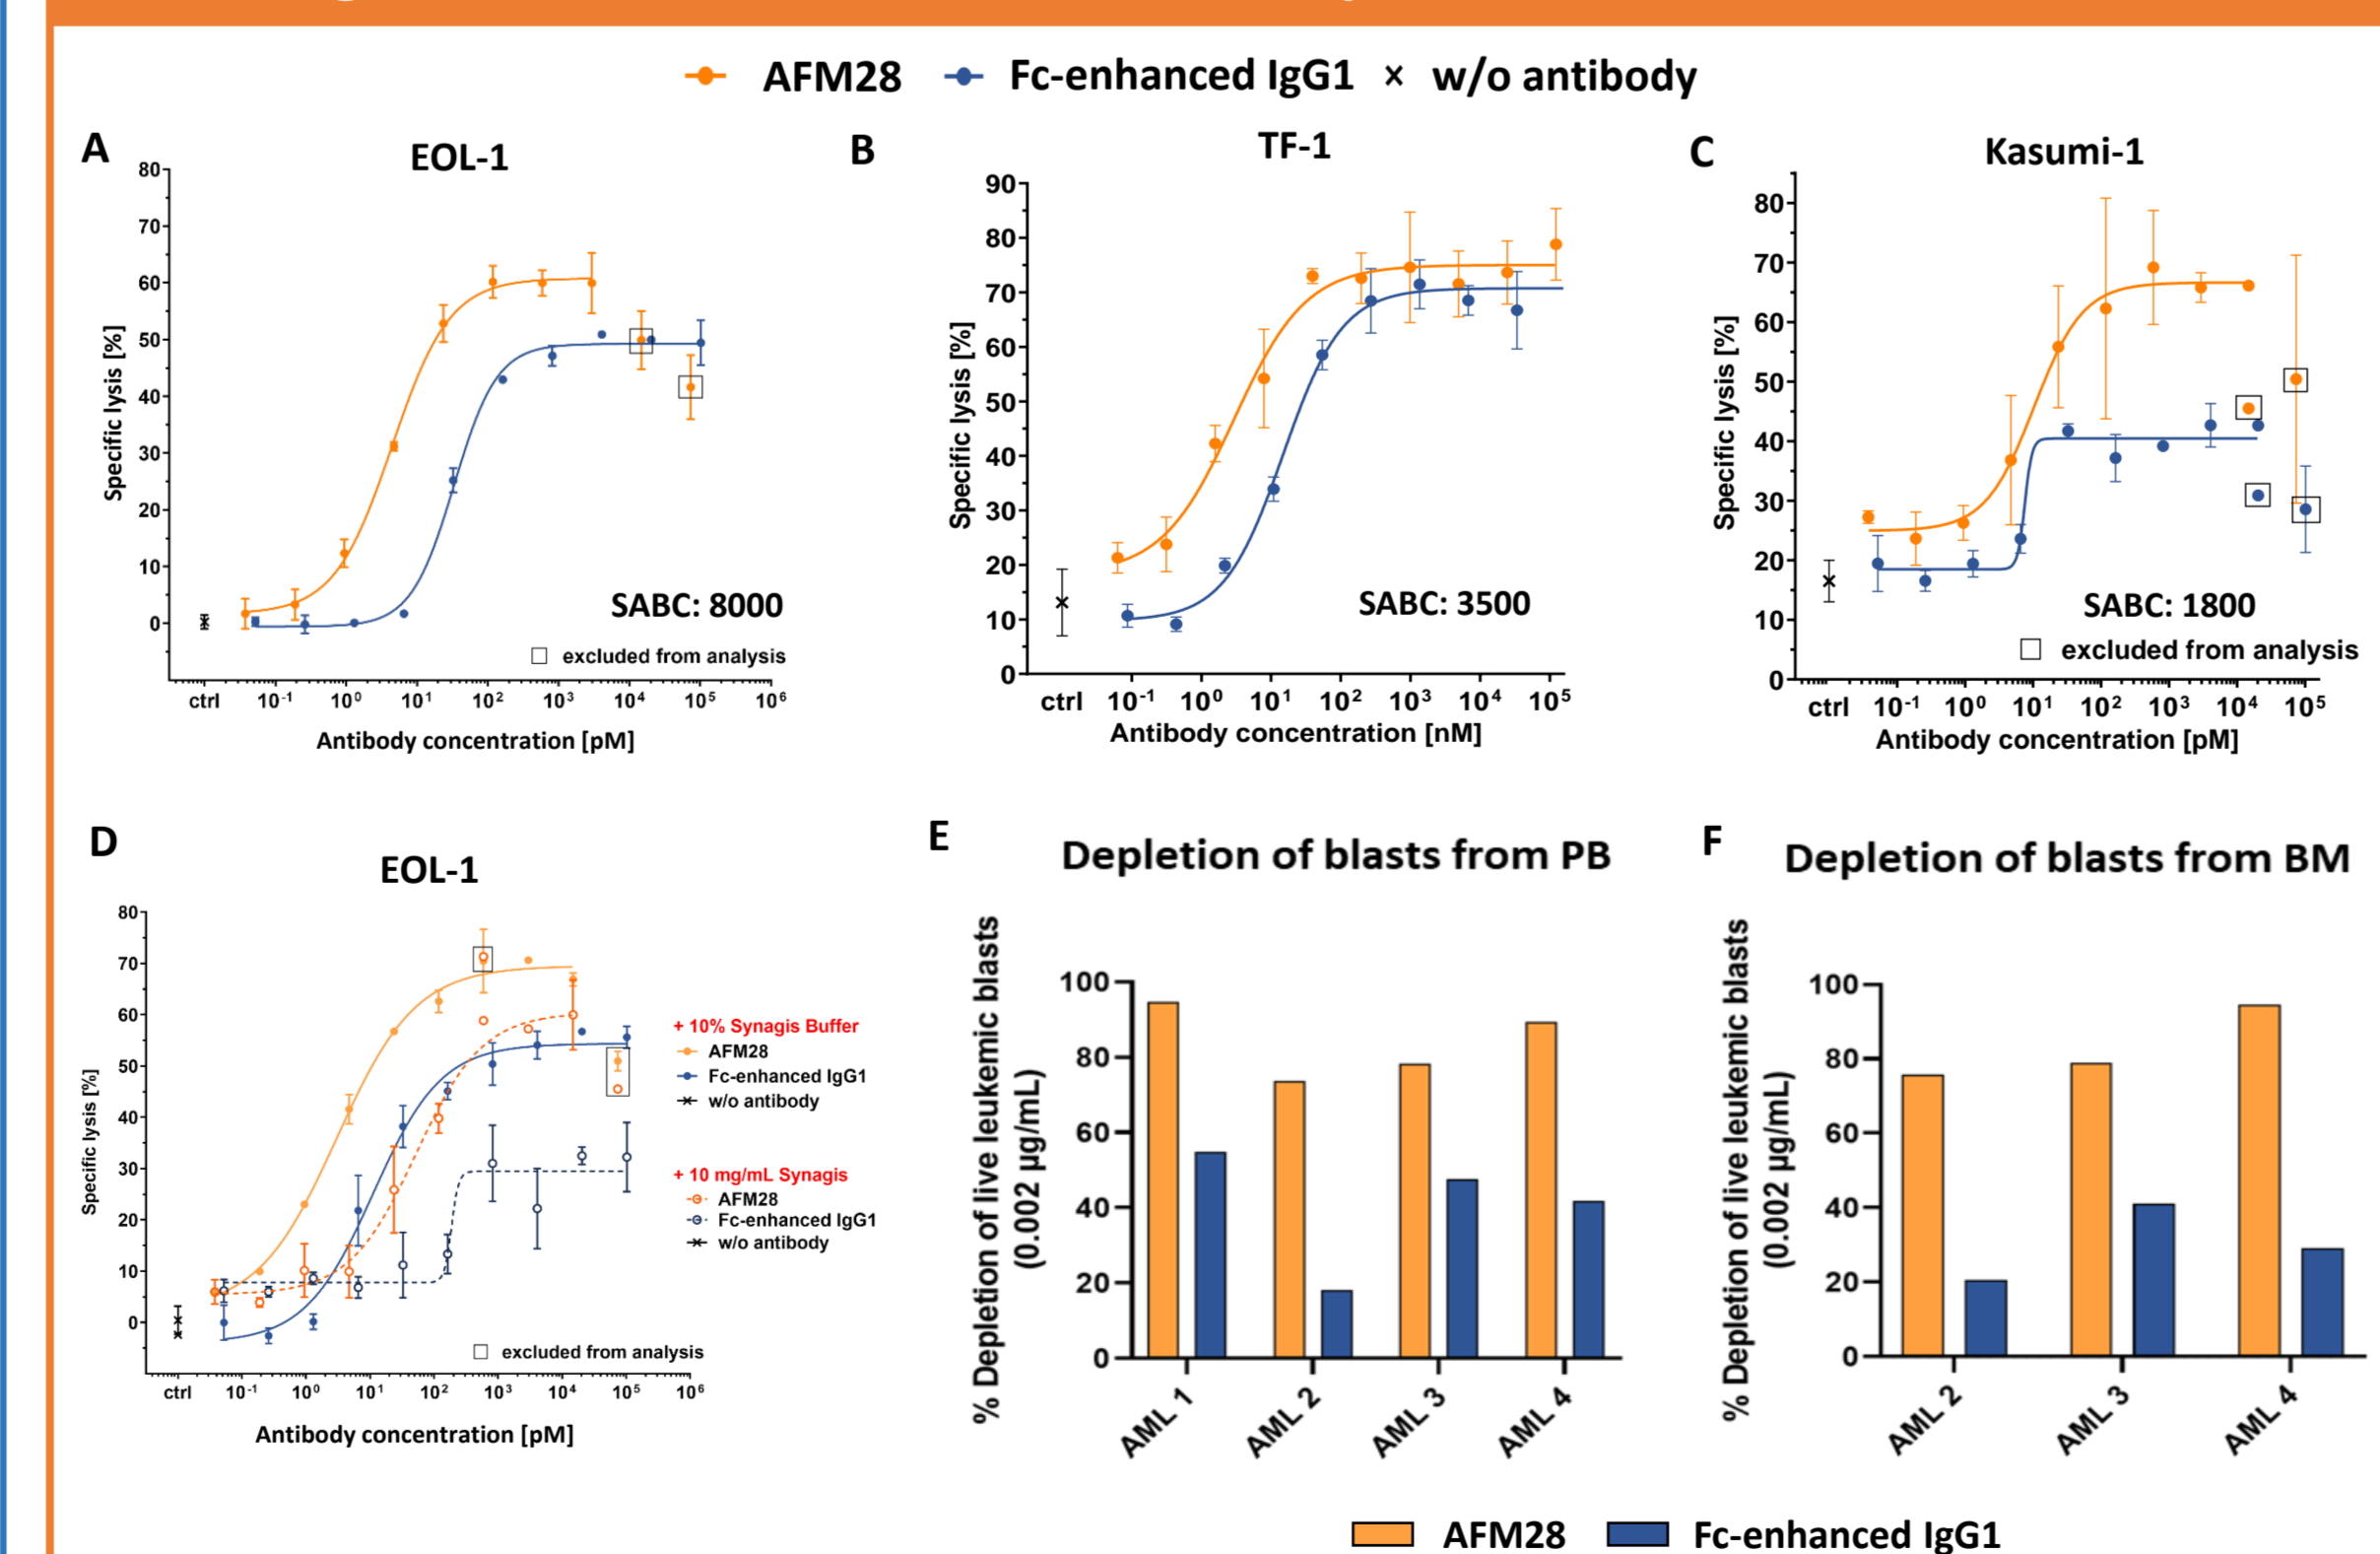 AFM28 Fc-enhanced IgG1 × w/o antibody
A
EOL-1
Specific lysis [%]
80
70
60
50
40
30
20
10
0
SABC: 8000
excluded from analysis
ctrl 10-1 100 101 102 103 104 105 106
Antibody concentration [pM]
B
TF-1
Specific lysis [%]
90
80
70
60
50
40
30
20
10
0
SABC: 3500
ctrl 10-1 100 101 102 103 104 105
Antibody concentration [nM]
C
Kasumi-1
Specific lysis [%]
80
70
60
50
40
30
20
10
0
SABC: 1800
excluded from analysis
ctrl 10-1 100 101 102 103 104 105
Antibody concentration [pM]
D
EOL-1
Specific lysis [%]
80
70
60
50
40
30
20
10
0
+ 10% Synagis Buffer
AFM28
Fc-enhanced IgG1
w/o antibody
+ 10 mg/mL Synagis
AFM28
Fc-enhanced IgG1
w/o antibody
excluded from analysis
ctrl 10-1 100 101 102 103 104 105 106
Antibody concentration [pM]
E
Depletion of blasts from PB
% Depletion of live leukemic blasts
(0.002 µg/mL)
100
80
60
40
20
0
AML 1 AML 2 AML 3 AML 4
F
Depletion of blasts from BM
% Depletion of live leukemic blasts
(0.002 µg/mL)
100
80
60
40
20
0
AML 2 AML 3 AML 4
AFM28 Fc-enhanced IgG1